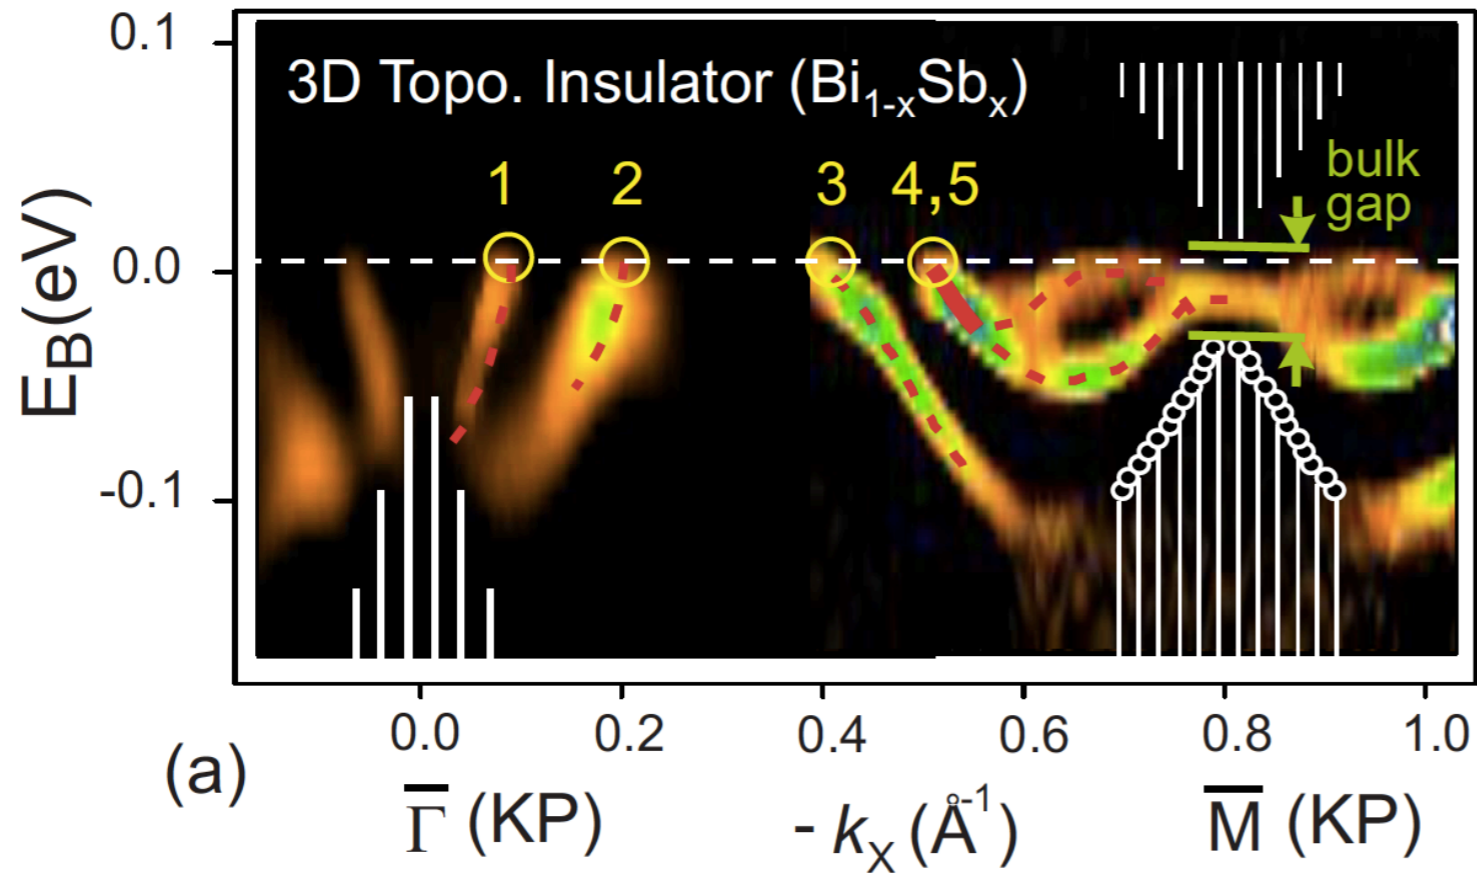 0.1
3D Topo. Insulator (Bi₁₋ₓSbₓ)
bulk
gap
1
2
3
4,5
0.0
E_B(eV)
-0.1
0.0
0.2
0.4
0.6
0.8
1.0
(a)
Γ̅ (KP)
- kₓ (Å⁻¹)
M̅ (KP)